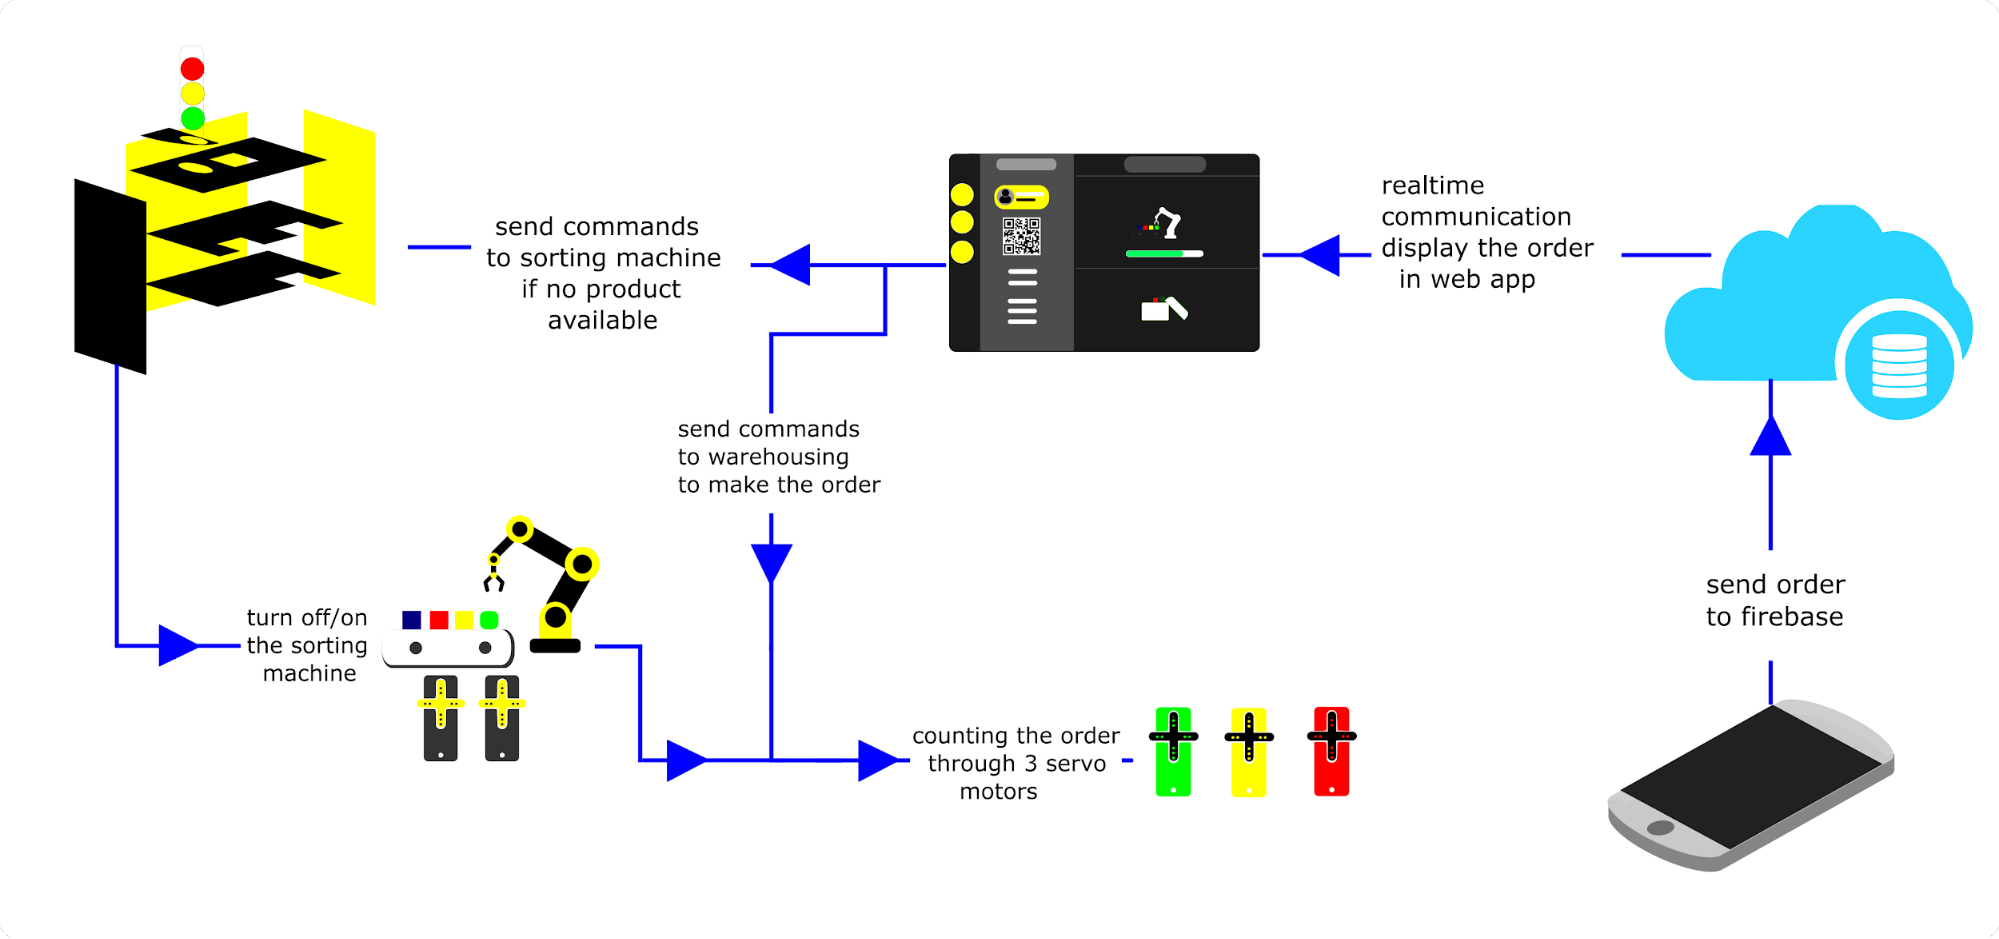 send commands
to sorting machine
if no product
available
realtime
communication
display the order
in web app
send commands
to warehousing
to make the order
send order
to firebase
turn off/on
the sorting
machine
counting the order
through 3 servo
motors